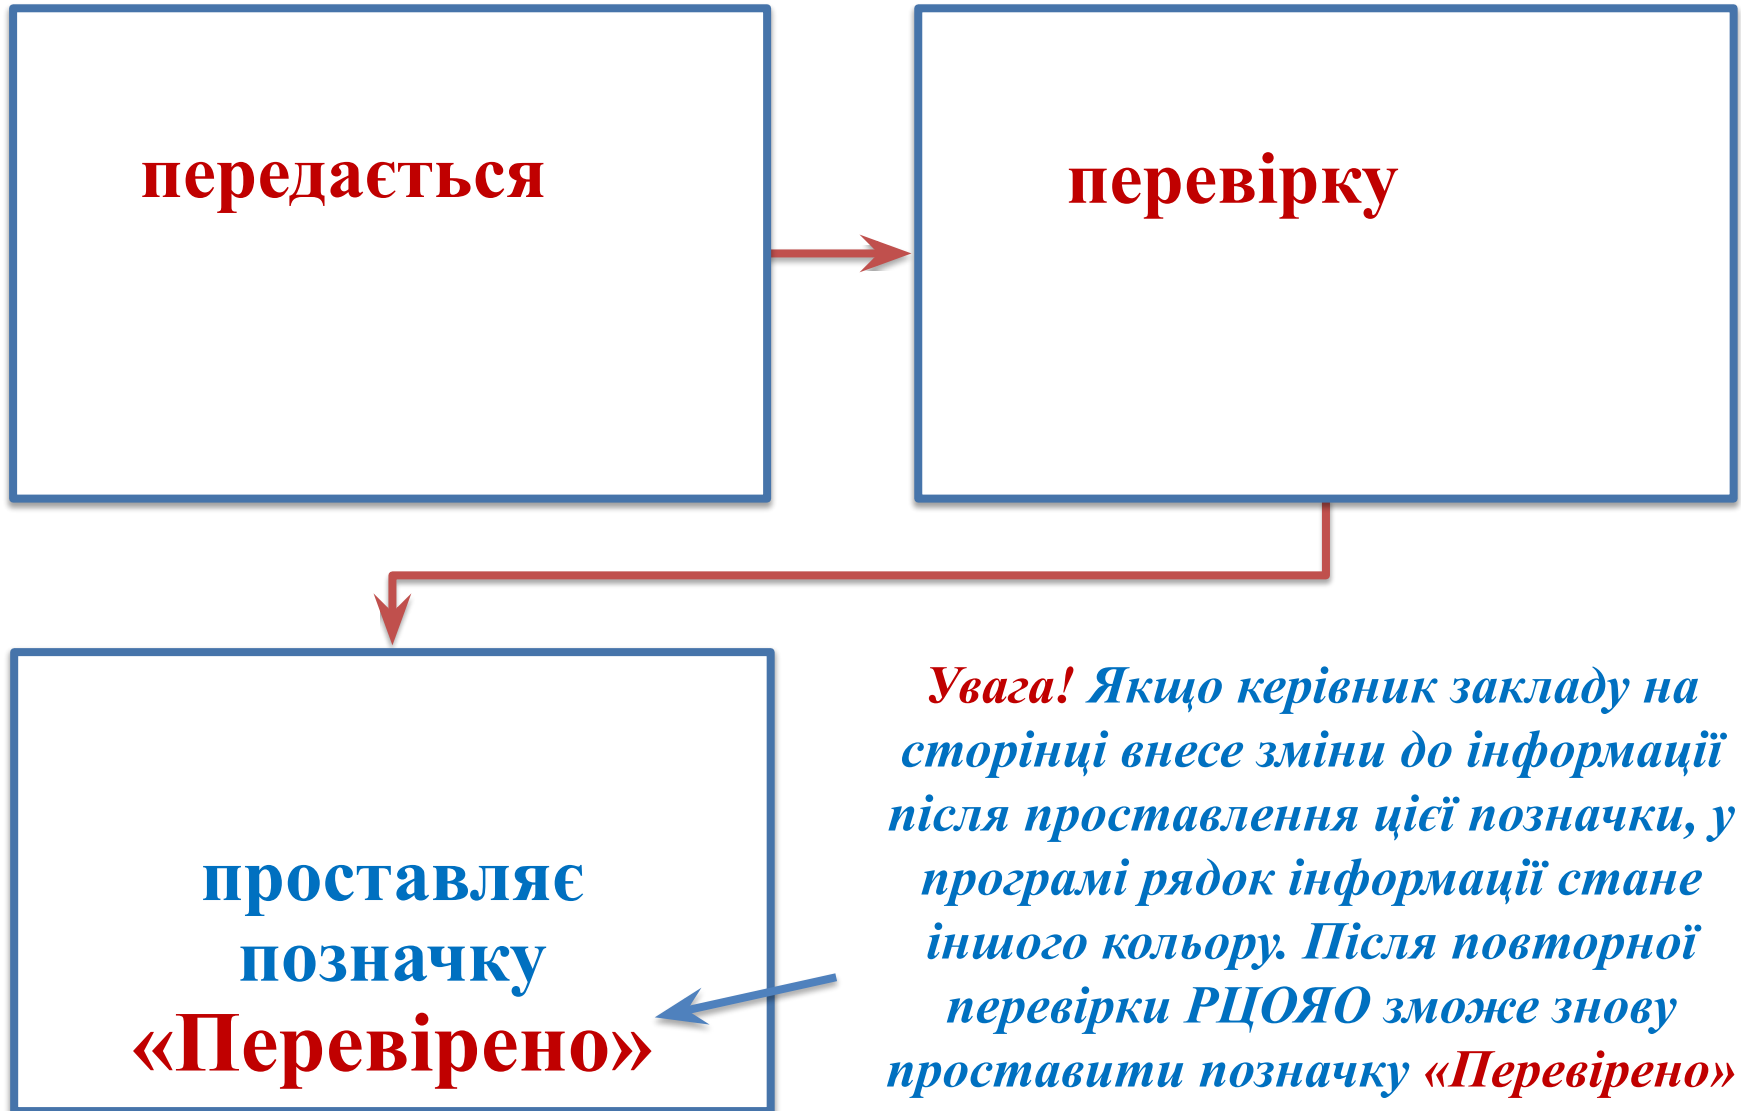 передається
перевірку
проставляє
позначку
«Перевірено»
Увага! Якщо керівник закладу на
сторінці внесе зміни до інформації
після проставлення цієї позначки, у
програмі рядок інформації стане
іншого кольору. Після повторної
перевірки РЦОЯО зможе знову
проставити позначку «Перевірено»